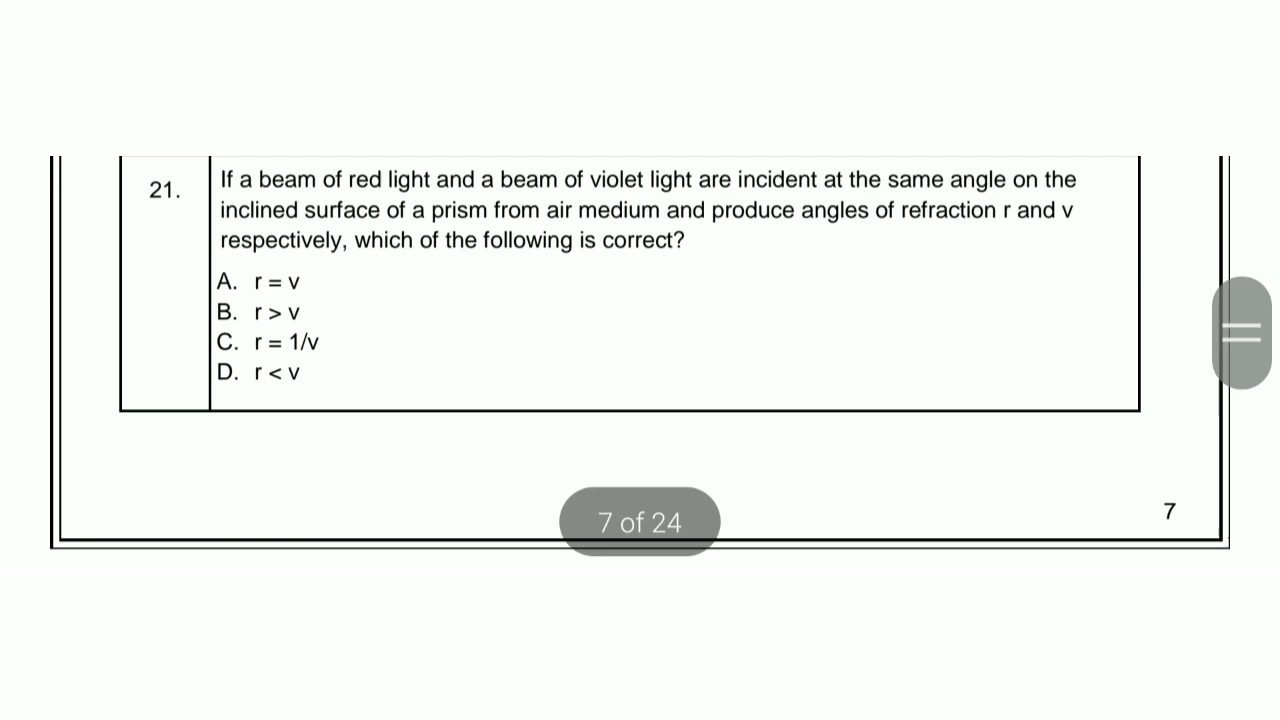 21.
If a beam of red light and a beam of violet light are incident at the same angle on the
inclined surface of a prism from air medium and produce angles of refraction r and v
respectively, which of the following is correct?
A. r = v
B. r > v
C. r = 1/v
D. r < v
7 of 24
7